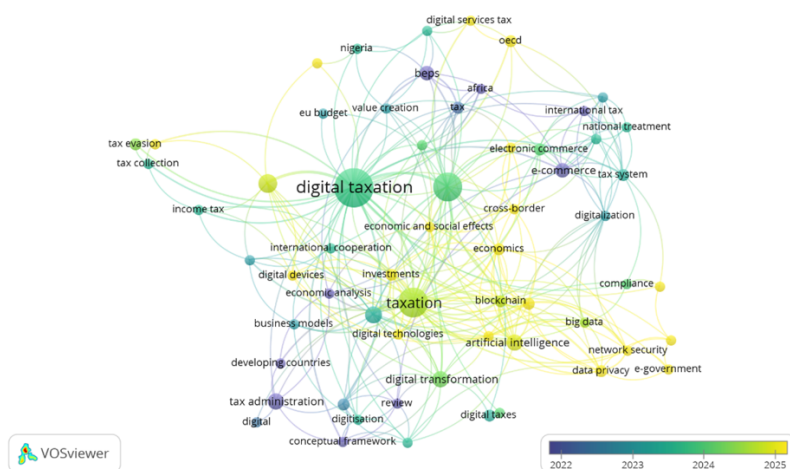 digital services tax
oecd
nigeria
beps
africa
eu budget
value creation
tax
international tax
national treatment
tax evasion
electronic commerce
tax collection
e-commerce
tax system
digital taxation
income tax
cross-border
digitalization
economic and social effects
international cooperation
economics
digital devices
investments
compliance
economic analysis
taxation
blockchain
business models
big data
digital technologies
artificial intelligence
network security
developing countries
data privacy
e-government
digital transformation
tax administration
review
digital
digitisation
digital taxes
conceptual framework
VOSviewer
2022
2023
2024
2025